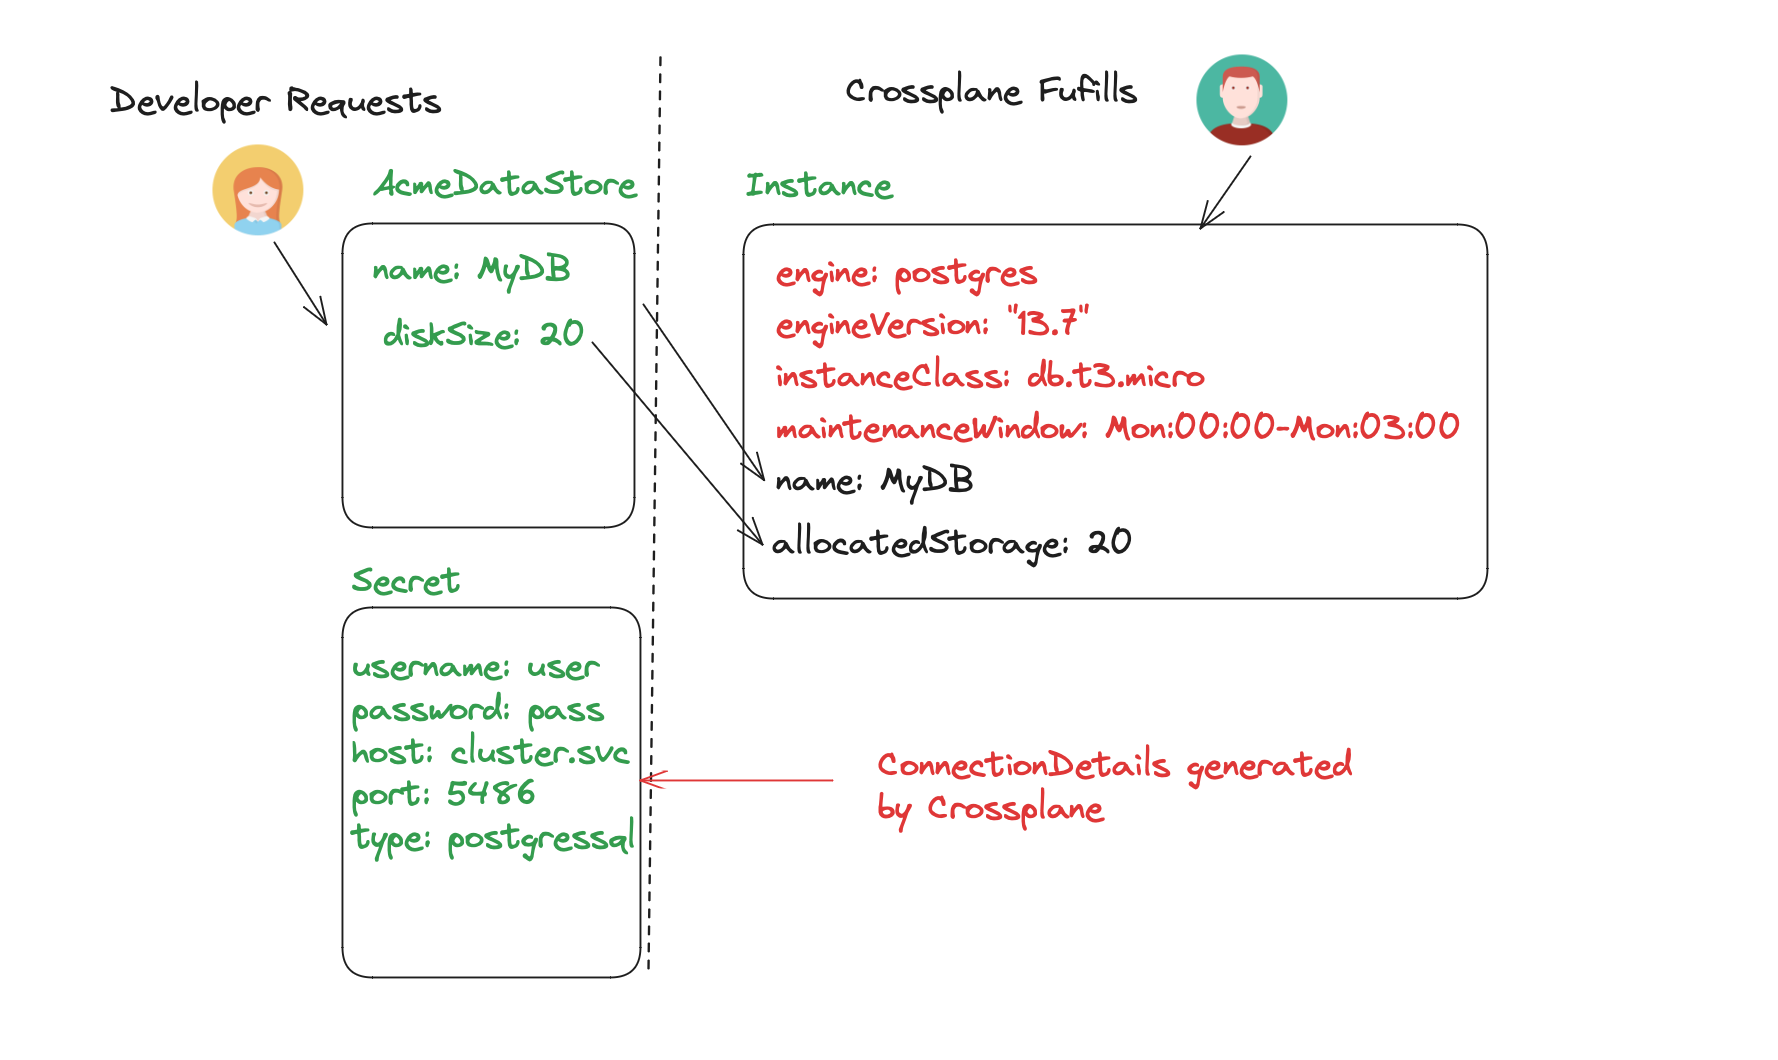 Developer Requests
AcmeDataStore
name: MyDB
diskSize: 20
Secret
username: user
password: pass
host: cluster.svc
port: 5486
type: postgressql
Crossplane Fufills
Instance
engine: postgres
engineVersion: "13.7"
instanceClass: db.t3.micro
maintenanceWindow: Mon:00:00-Mon:03:00
name: MyDB
allocatedStorage: 20
ConnectionDetails generated
by Crossplane